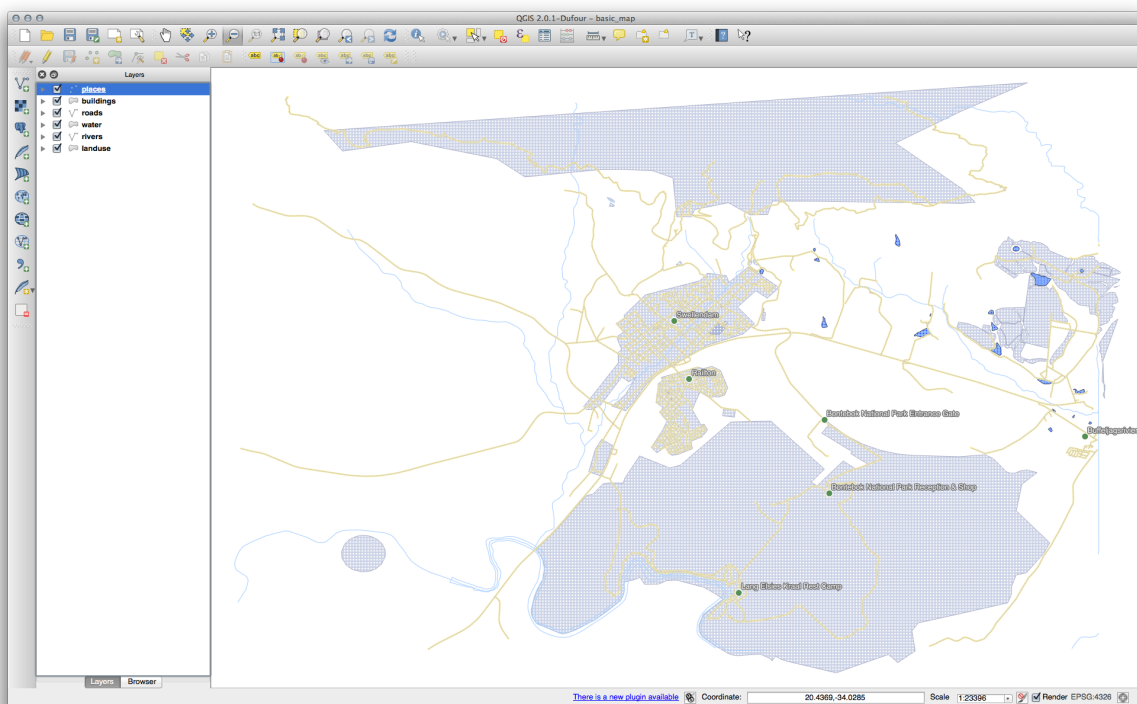 QGIS 2.0.1-Dufour - basic_map
Layers
places
buildings
roads
water
rivers
landuse
Swellendam
Railton
Bontebok National Park Entrance Gate
Buffeljagsrivier
Bontebok National Park Reception & Shop
Lang Elsies Kraal Rest Camp
Layers Browser
There is a new plugin available Coordinate: 20.4369,-34.0285 Scale 1:23396 Render EPSG:4326